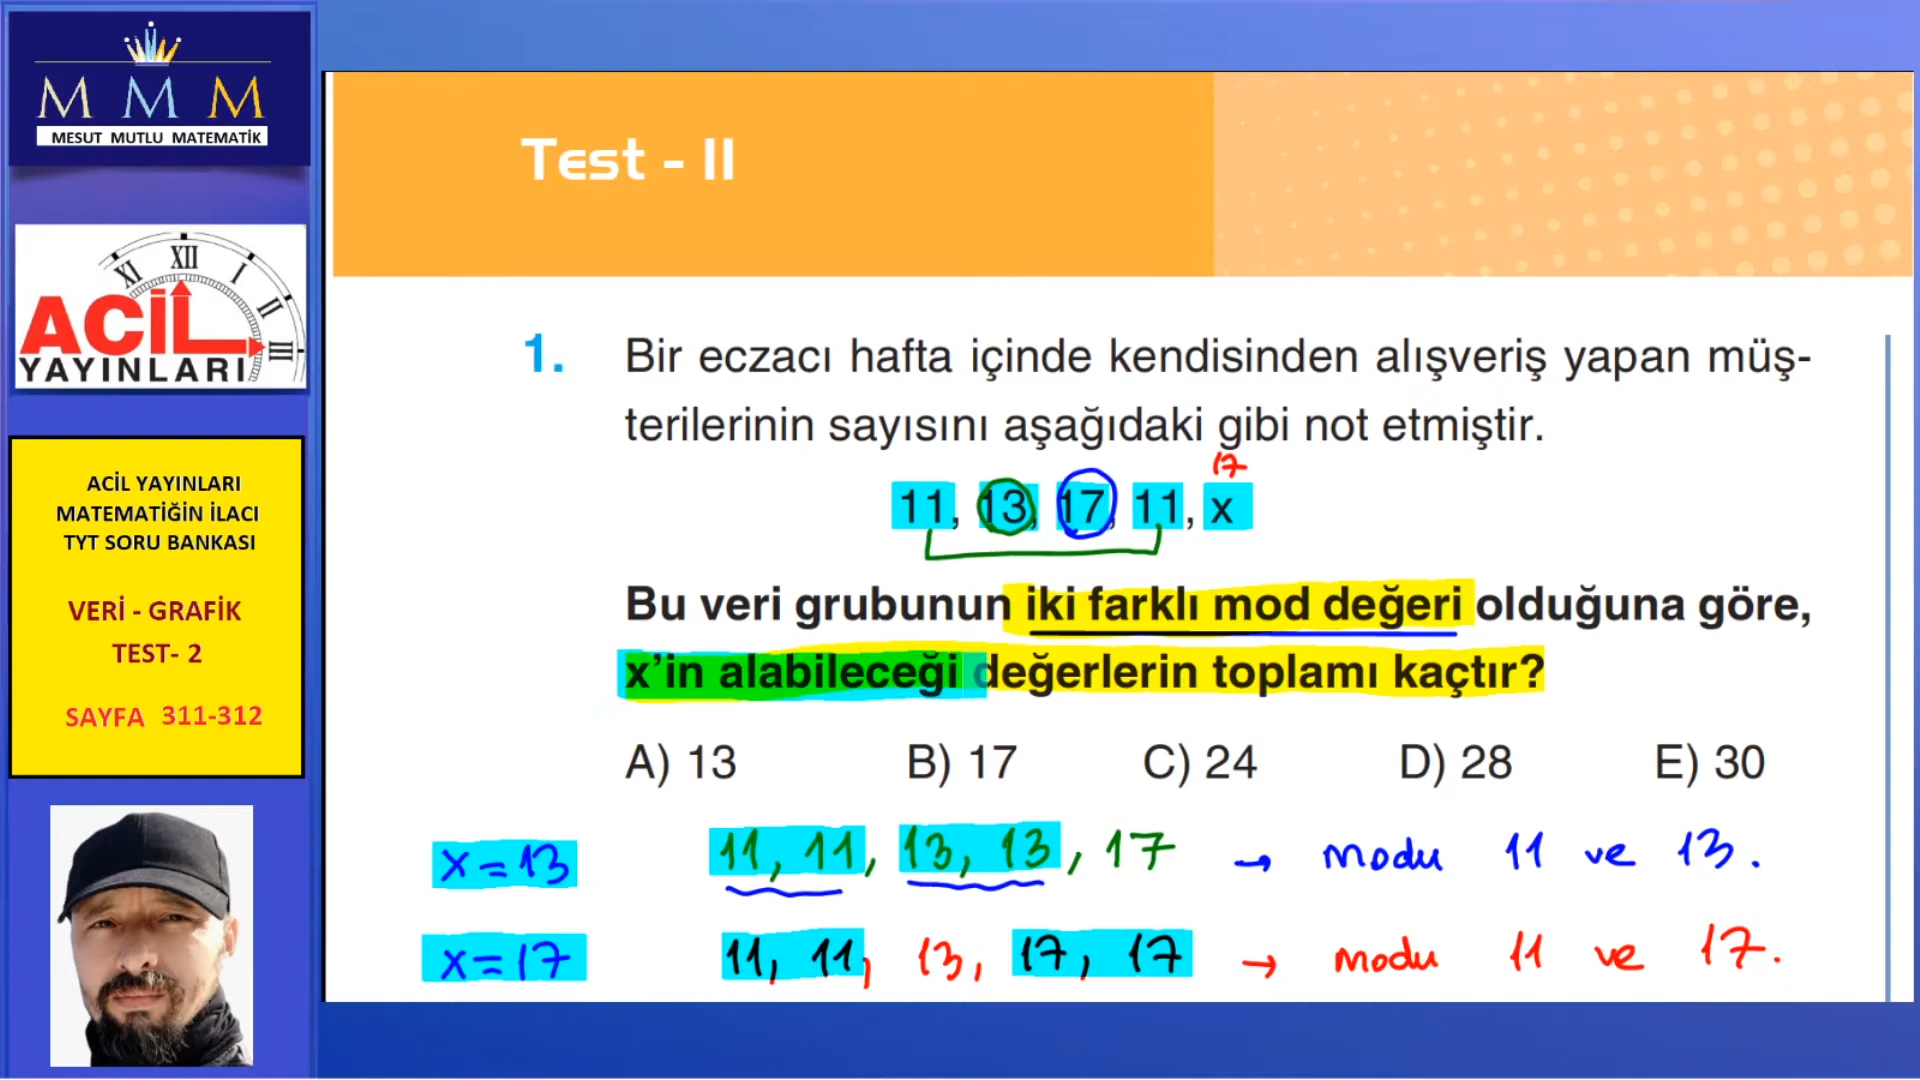 M M M
MESUT MUTLU MATEMATİK
XI XII I II III
ACİL
YAYINLARI
ACİL YAYINLARI
MATEMATİĞİN İLACI
TYT SORU BANKASI
VERİ - GRAFİK
TEST- 2
SAYFA 311-312
Test - II
1. Bir eczacı hafta içinde kendisinden alışveriş yapan müş-
terilerinin sayısını aşağıdaki gibi not etmiştir.
17
11, 13, 17, 11, x
Bu veri grubunun iki farklı mod değeri olduğuna göre,
x'in alabileceği değerlerin toplamı kaçtır?
A) 13 B) 17 C) 24 D) 28 E) 30
x=13 11, 11, 13, 13, 17 → modu 11 ve 13.
x=17 11, 11, 13, 17, 17 → modu 11 ve 17.